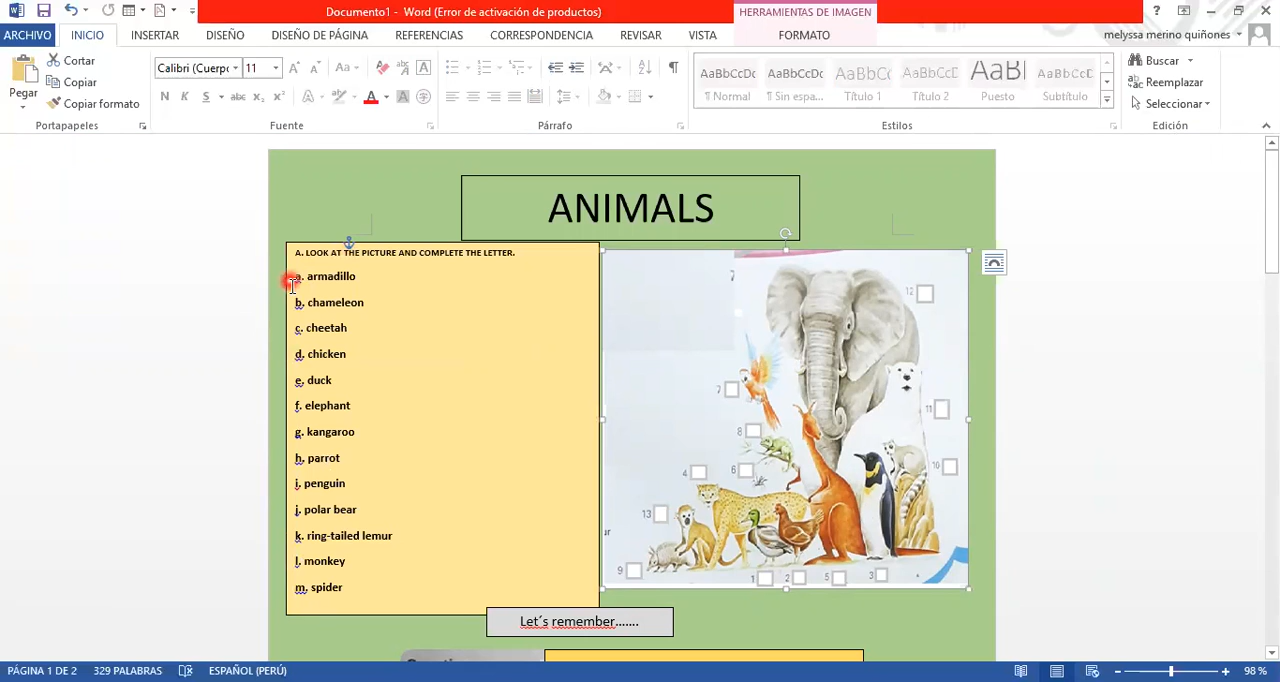 Documento1 - Word (Error de activación de productos)
HERRAMIENTAS DE IMAGEN
ARCHIVO INICIO INSERTAR DISEÑO DISEÑO DE PÁGINA REFERENCIAS CORRESPONDENCIA REVISAR VISTA FORMATO
melyssa merino quiñones
Pegar
Cortar
Copiar
Copiar formato
Portapapeles
Calibri (Cuerpo 11
N K S abc x₂ x²
Fuente
Párrafo
AaBbCcDc AaBbCcDc AaBbCc AaBbCcD AaBl AaBbCcD
¶ Normal ¶ Sin espa... Título 1 Título 2 Puesto Subtítulo
Estilos
Buscar
Reemplazar
Seleccionar
Edición
ANIMALS
A. LOOK AT THE PICTURE AND COMPLETE THE LETTER.
a. armadillo
b. chameleon
c. cheetah
d. chicken
e. duck
f. elephant
g. kangaroo
h. parrot
i. penguin
j. polar bear
k. ring-tailed lemur
l. monkey
m. spider
12
7
11
8
10
4
6
13
ur
9
1
2
5
3
Let´s remember…….
PÁGINA 1 DE 2 329 PALABRAS ESPAÑOL (PERÚ) 98 %